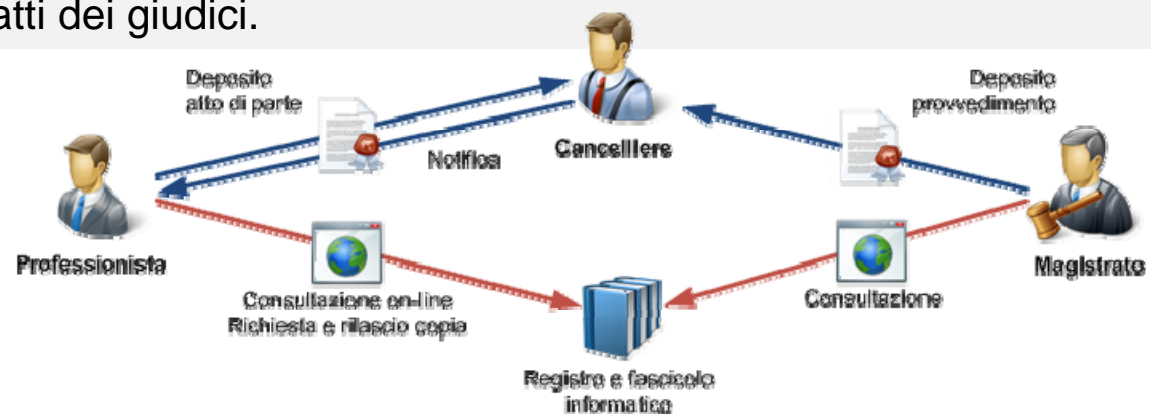 atti dei giudici.
Deposito
atto di parte
Deposito
provvedimento
Notifica
Cancelliere
Professionista
Magistrato
Consultazione on-line
Richiesta e rilascio copia
Consultazione
Registro e fascicolo
informatico